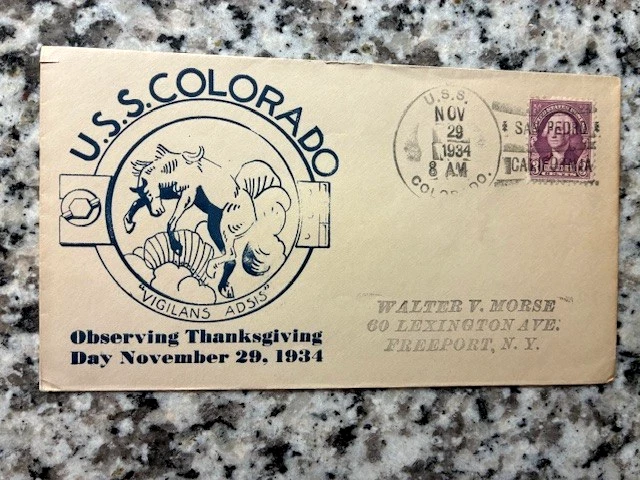 U.S.S. COLORADO
"VIGILANS ADSIS"
Observing Thanksgiving
Day November 29, 1934
U.S.S.
NOV
29
1934
8 AM
COLORADO.
SAN PEDRO
CALIFORNIA
WALTER V. MORSE
60 LEXINGTON AVE.
FREEPORT, N. Y.